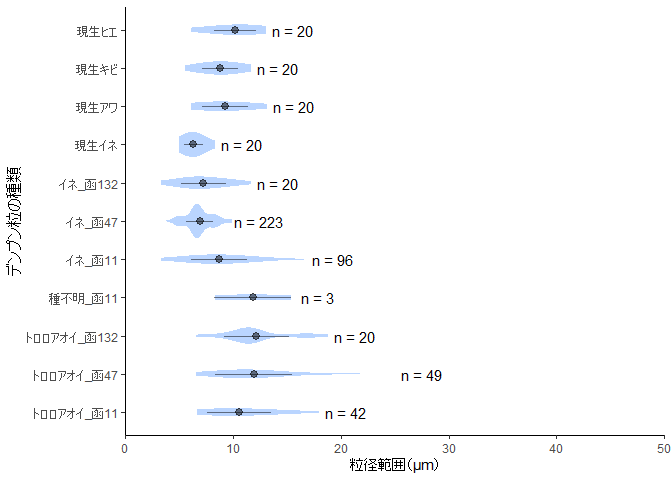 現生ヒエ n = 20
現生キビ n = 20
現生アワ n = 20
現生イネ n = 20
イネ_函132 n = 20
イネ_函47 n = 223
イネ_函11 n = 96
種不明_函11 n = 3
トロロアオイ_函132 n = 20
トロロアオイ_函47 n = 49
トロロアオイ_函11 n = 42
デンプン粒の種類
0 10 20 30 40 50
粒径範囲(μm)